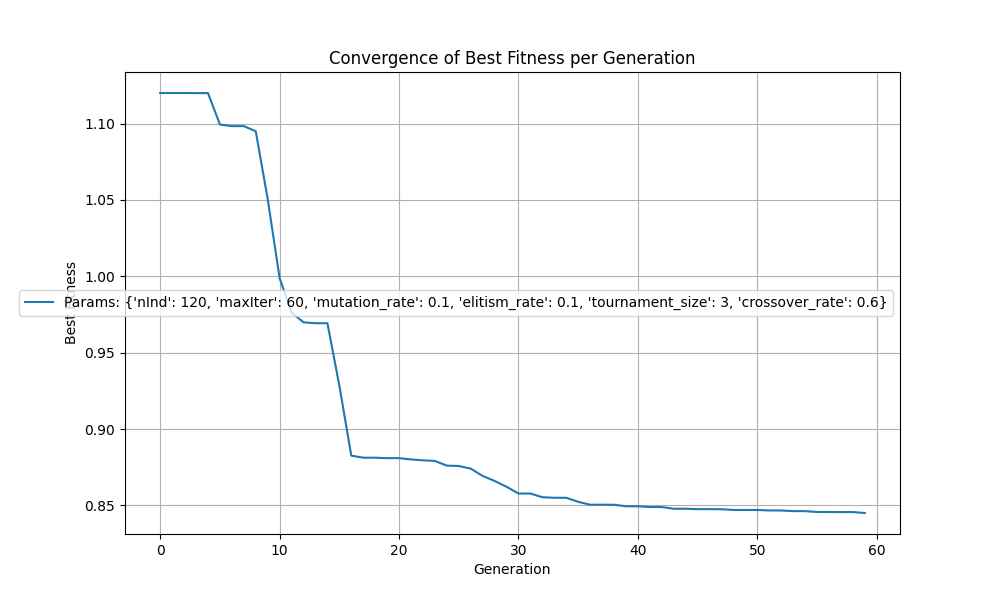 Convergence of Best Fitness per Generation
1.10
1.05
1.00
Params: {'nInd': 120, 'maxIter': 60, 'mutation_rate': 0.1, 'elitism_rate': 0.1, 'tournament_size': 3, 'crossover_rate': 0.6}
0.95
0.90
0.85
Best
0 10 20 30 40 50 60
Generation